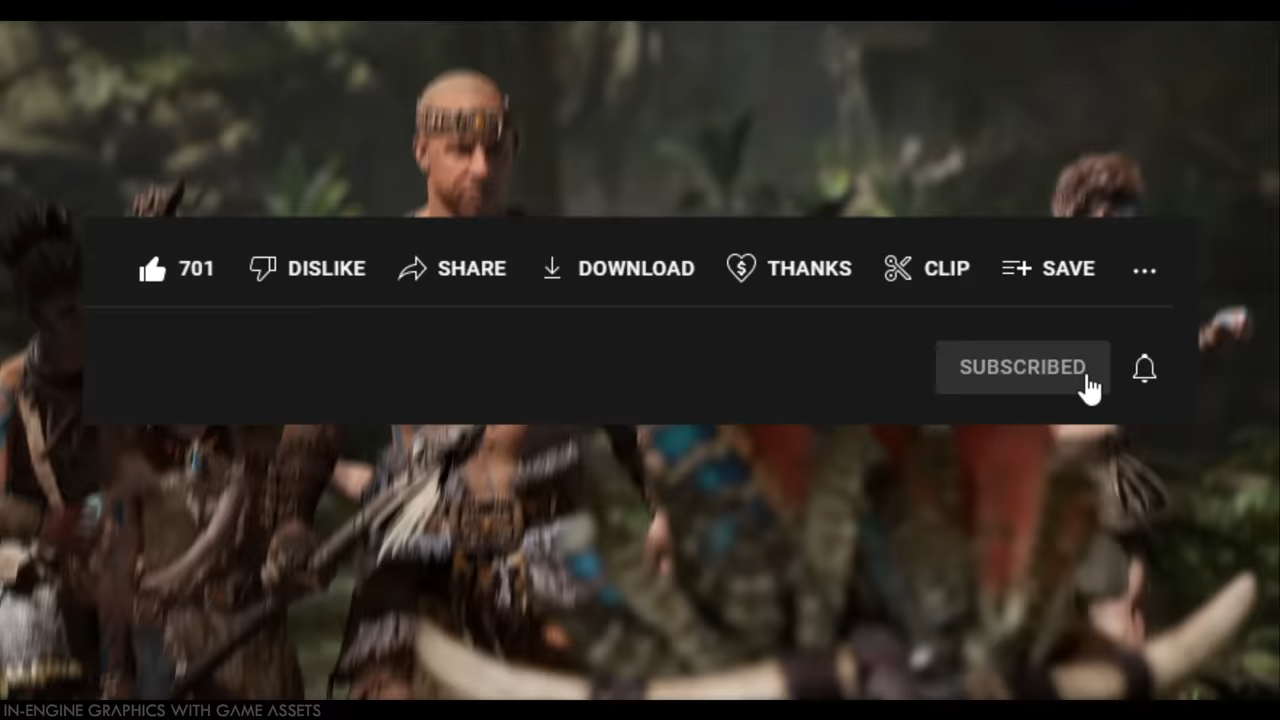 701 DISLIKE SHARE DOWNLOAD THANKS CLIP SAVE ...
SUBSCRIBED
IN-ENGINE GRAPHICS WITH GAME ASSETS